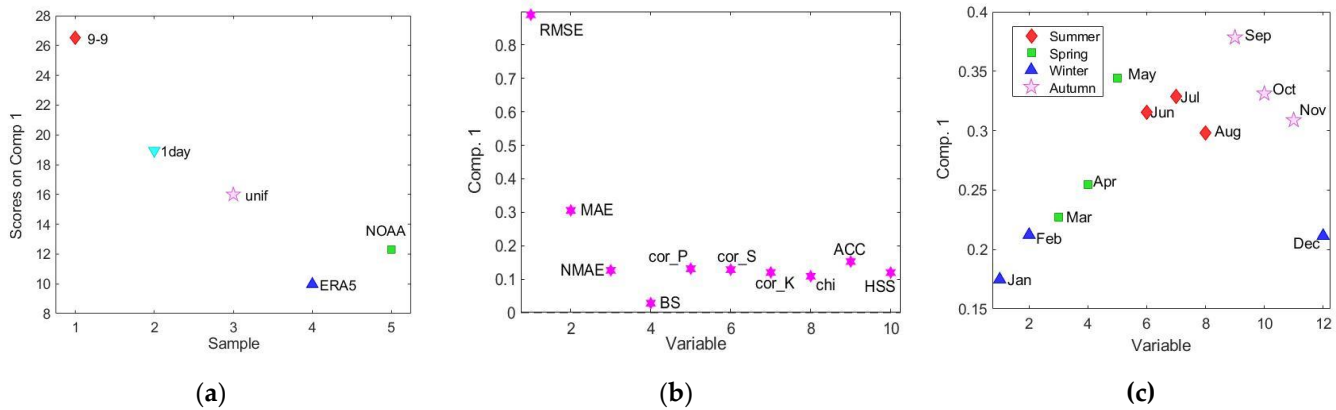 28
26
24
22
20
18
16
14
12
10
8
Scores on Comp 1
9-9
1day
unif
NOAA
ERA5
1 2 3 4 5
Sample
(a)
0.8
0.7
0.6
0.5
0.4
0.3
0.2
0.1
0
Comp. 1
RMSE
MAE
NMAE
BS
cor_P
cor_S
cor_K
chi
ACC
HSS
2 4 6 8 10
Variable
(b)
0.4
0.35
0.3
0.25
0.2
0.15
Comp. 1
Summer
Spring
Winter
Autumn
Sep
May
Oct
Jul
Jun
Nov
Aug
Apr
Mar
Feb
Dec
Jan
2 4 6 8 10 12
Variable
(c)